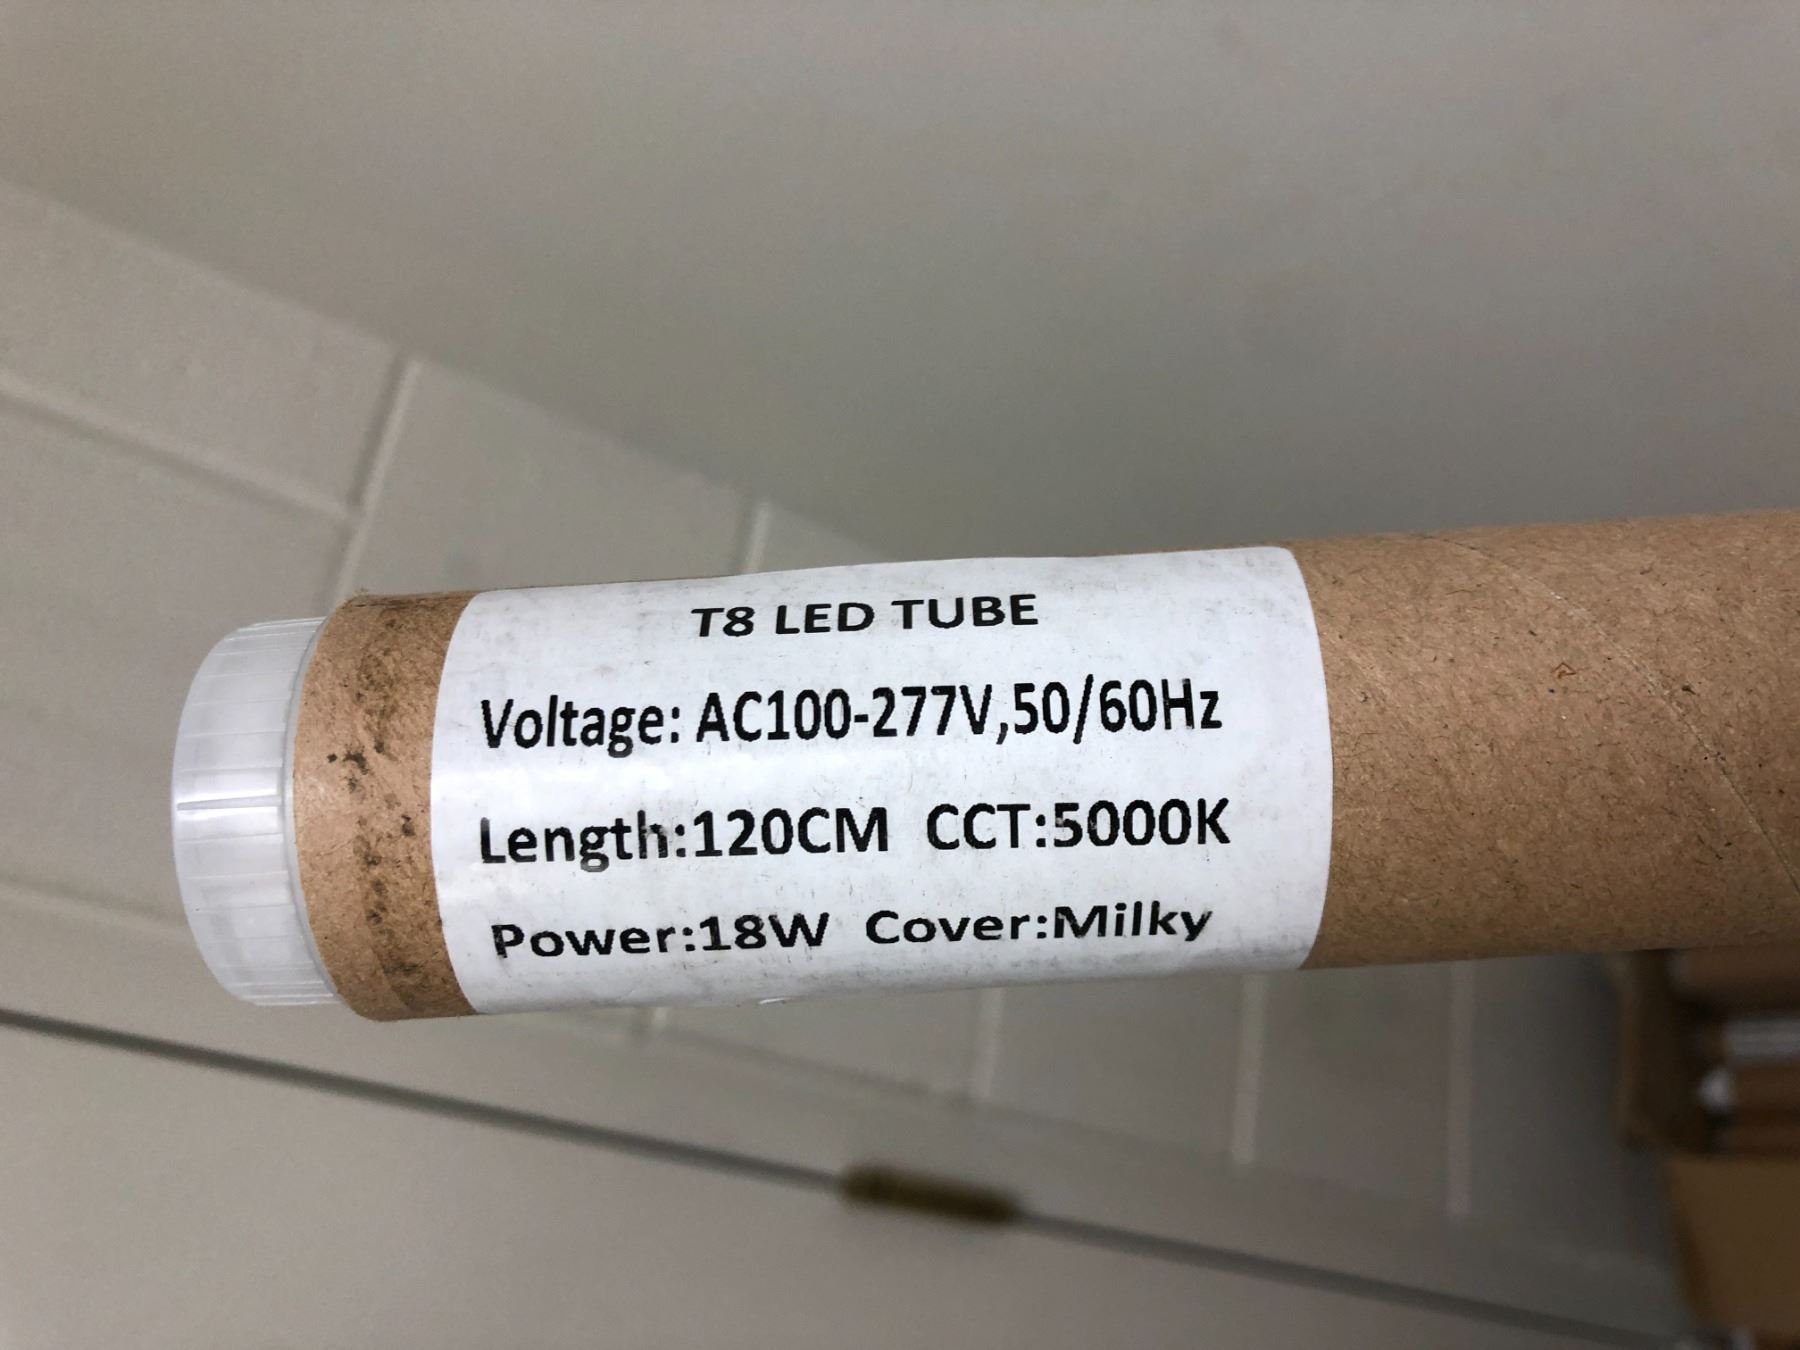 T8 LED TUBE
Voltage: AC100-277V,50/60Hz
Length:120CM CCT:5000K
Power:18W Cover:Milky